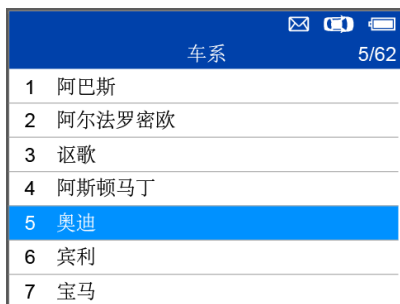 车系 5/62
1 阿巴斯
2 阿尔法罗密欧
3 讴歌
4 阿斯顿马丁
5 奥迪
6 宾利
7 宝马